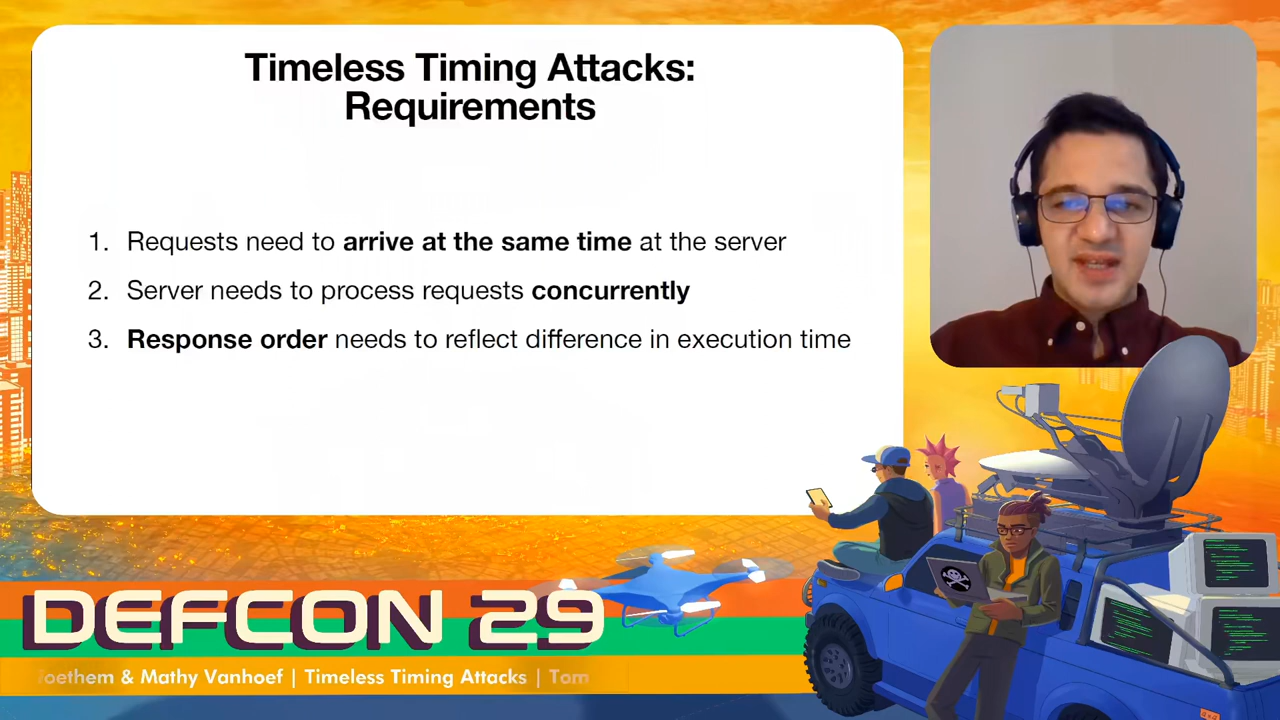 Timeless Timing Attacks:
Requirements
1. Requests need to arrive at the same time at the server
2. Server needs to process requests concurrently
3. Response order needs to reflect difference in execution time
DEFCON 29
oethem & Mathy Vanhoef | Timeless Timing Attacks | Tom